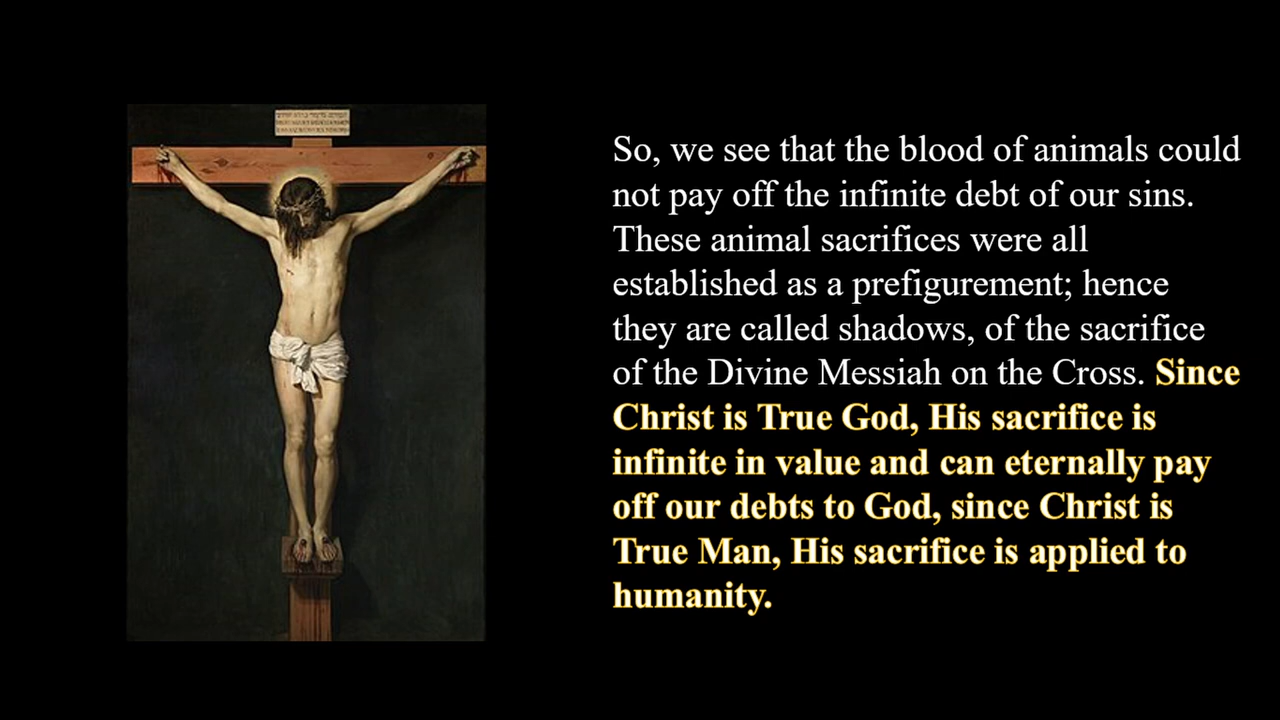 So, we see that the blood of animals could
not pay off the infinite debt of our sins.
These animal sacrifices were all
established as a prefigurement; hence
they are called shadows, of the sacrifice
of the Divine Messiah on the Cross. Since
Christ is True God, His sacrifice is
infinite in value and can eternally pay
off our debts to God, since Christ is
True Man, His sacrifice is applied to
humanity.